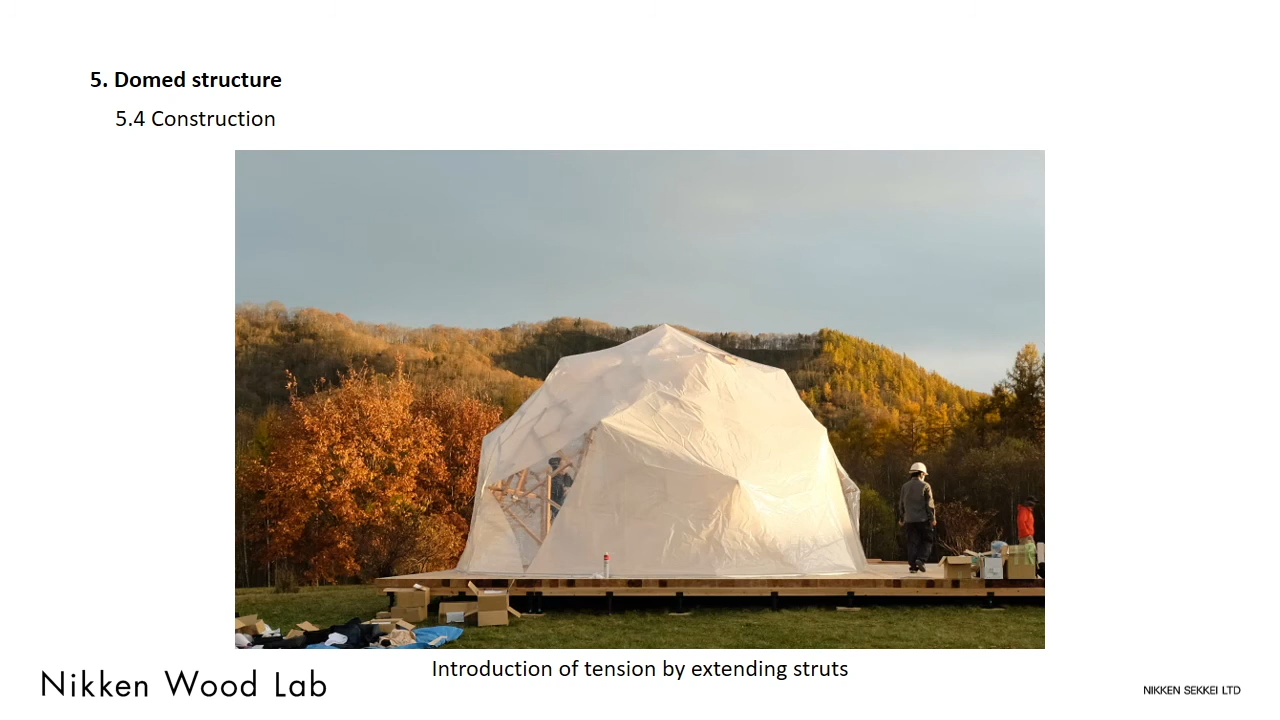 5. Domed structure
5.4 Construction
Introduction of tension by extending struts
Nikken Wood Lab
NIKKEN SEKKEI LTD